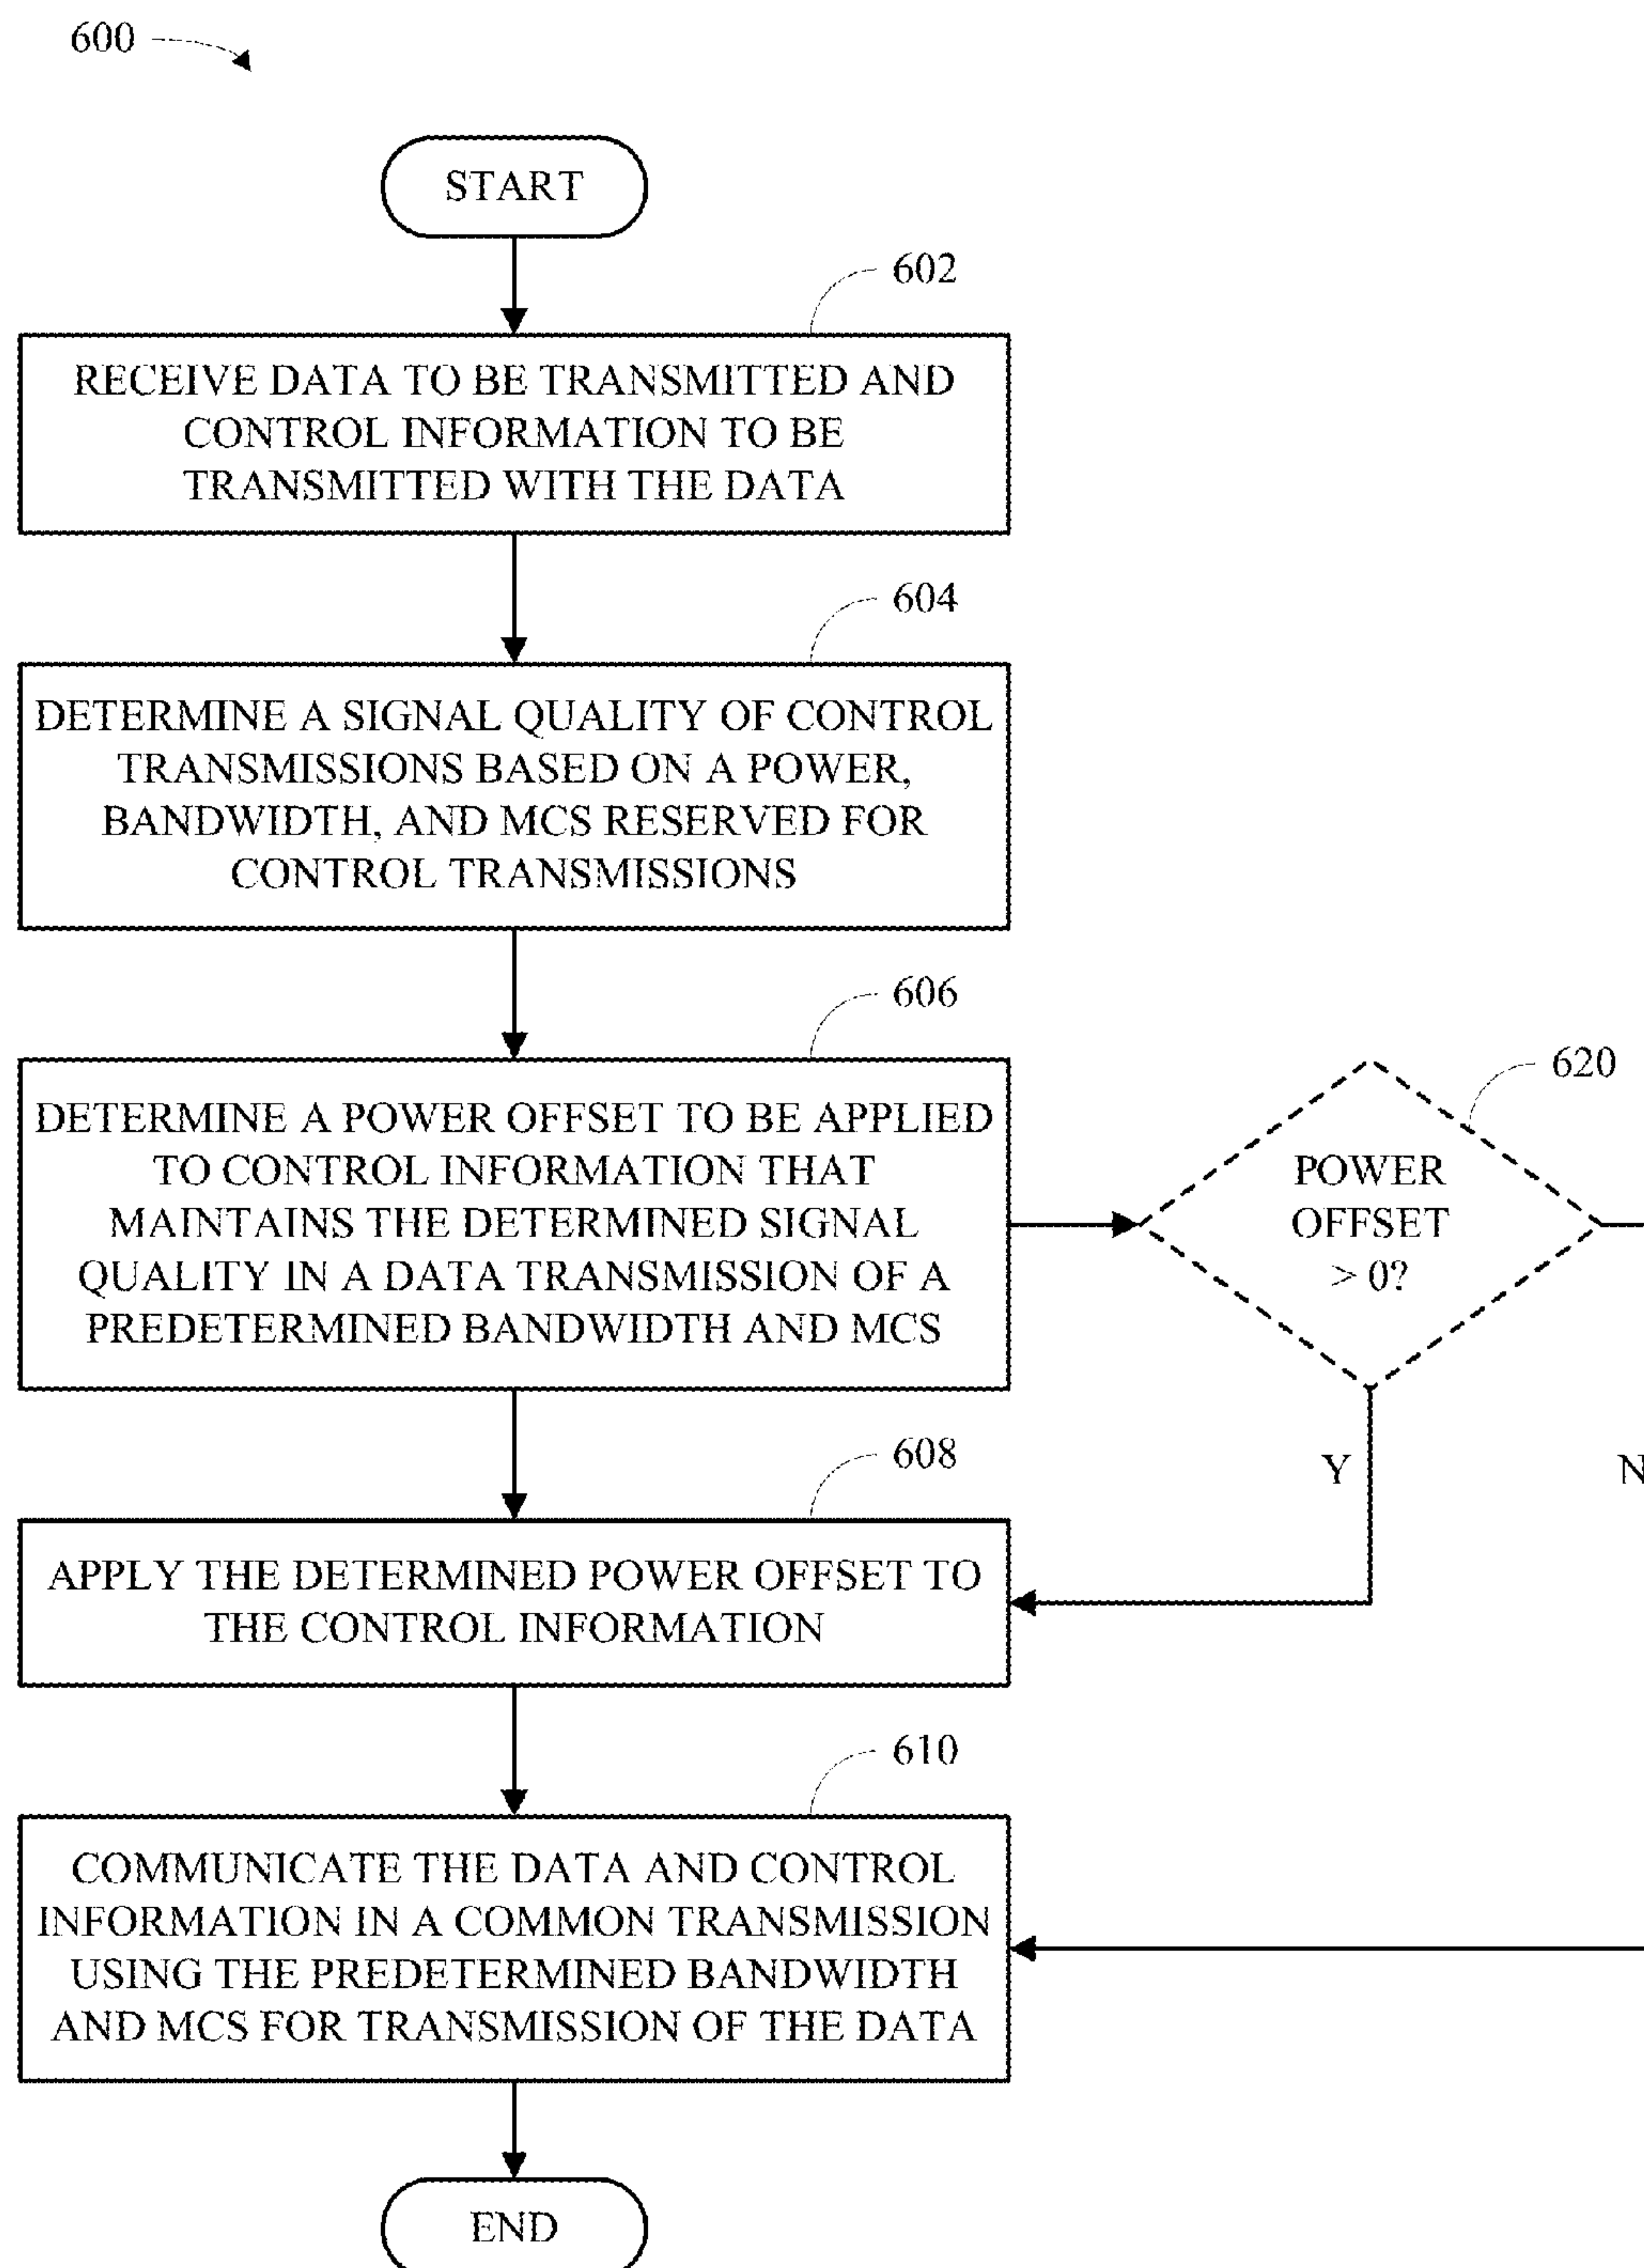 600
START
602
RECEIVE DATA TO BE TRANSMITTED AND
CONTROL INFORMATION TO BE
TRANSMITTED WITH THE DATA
604
DETERMINE A SIGNAL QUALITY OF CONTROL
TRANSMISSIONS BASED ON A POWER,
BANDWIDTH, AND MCS RESERVED FOR
CONTROL TRANSMISSIONS
606
DETERMINE A POWER OFFSET TO BE APPLIED
TO CONTROL INFORMATION THAT
MAINTAINS THE DETERMINED SIGNAL
QUALITY IN A DATA TRANSMISSION OF A
PREDETERMINED BANDWIDTH AND MCS
620
POWER
OFFSET
> 0?
Y
N
608
APPLY THE DETERMINED POWER OFFSET TO
THE CONTROL INFORMATION
610
COMMUNICATE THE DATA AND CONTROL
INFORMATION IN A COMMON TRANSMISSION
USING THE PREDETERMINED BANDWIDTH
AND MCS FOR TRANSMISSION OF THE DATA
END